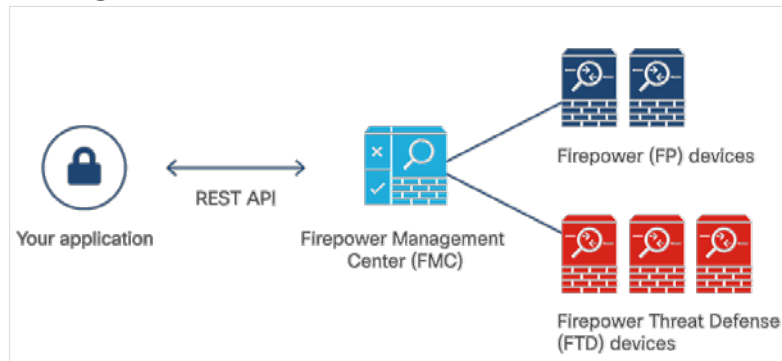 Firepower (FP) devices
REST API
Your application
Firepower Management
Center (FMC)
Firepower Threat Defense
(FTD) devices